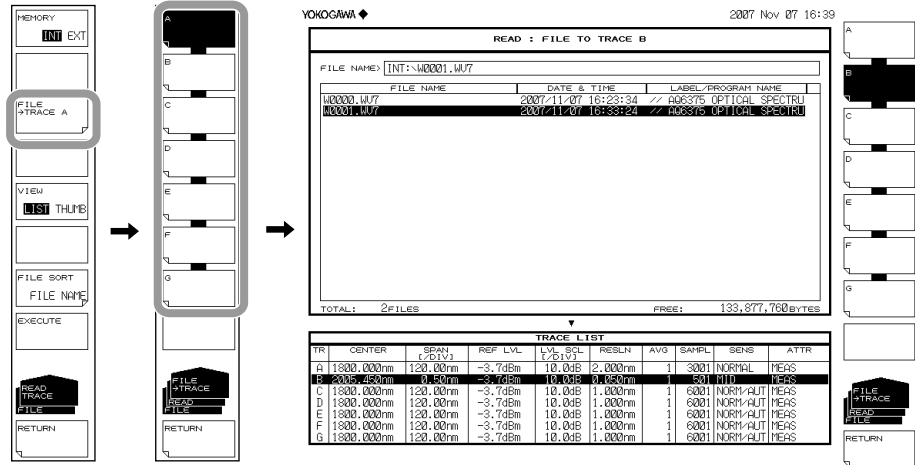 MEMORY
INT EXT
FILE
→TRACE A
VIEW
LIST THUMB
FILE SORT
FILE NAME
EXECUTE
READ
TRACE
FILE
RETURN
A
B
C
D
E
F
G
FILE
→TRACE
READ
FILE
RETURN
YOKOGAWA ◆ 2007 Nov 07 16:39
READ : FILE TO TRACE B
FILE NAME> INT:\W0001.WV7
FILE NAME DATE & TIME LABEL/PROGRAM NAME
W0000.WV7 2007/11/07 16:23:34 // AQ6375 OPTICAL SPECTRU
W0001.WV7 2007/11/07 16:33:24 // AQ6375 OPTICAL SPECTRU
TOTAL: 2FILES FREE: 133,877,760BYTES
▼
TRACE LIST
TR CENTER SPAN [/DIV] REF LVL LVL SCL [/DIV] RESLN AVG SAMPL SENS ATTR
A 1800.000nm 120.00nm -3.7dBm 10.0dB 2.000nm 1 3001 NORMAL MEAS
B 2005.450nm 0.50nm -3.7dBm 10.0dB 0.050nm 1 501 MID MEAS
C 1800.000nm 120.00nm -3.7dBm 10.0dB 1.000nm 1 6001 NORM/AUT MEAS
D 1800.000nm 120.00nm -3.7dBm 10.0dB 1.000nm 1 6001 NORM/AUT MEAS
E 1800.000nm 120.00nm -3.7dBm 10.0dB 1.000nm 1 6001 NORM/AUT MEAS
F 1800.000nm 120.00nm -3.7dBm 10.0dB 1.000nm 1 6001 NORM/AUT MEAS
G 1800.000nm 120.00nm -3.7dBm 10.0dB 1.000nm 1 6001 NORM/AUT MEAS
A
B
C
D
E
F
G
FILE
→TRACE
READ
FILE
RETURN